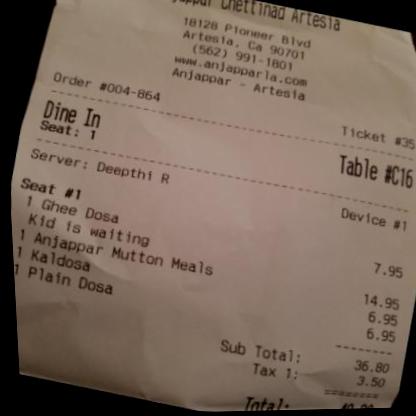 Chettinad Artesia
18128 Pioneer Blvd
Artesia, Ca 90701
(562) 991-1801
www.anjapparla.com
Anjappar - Artesia
Order #004-864
Ticket #35
Dine In
Table #C16
Seat: 1
Server: Deepthi R
Device #1
Seat #1
1 Ghee Dosa 7.95
Kid is waiting
1 Anjappar Mutton Meals 14.95
1 Kaldosa 6.95
1 Plain Dosa 6.95
--------
Sub Total: 36.80
Tax 1: 3.50
========
Total: